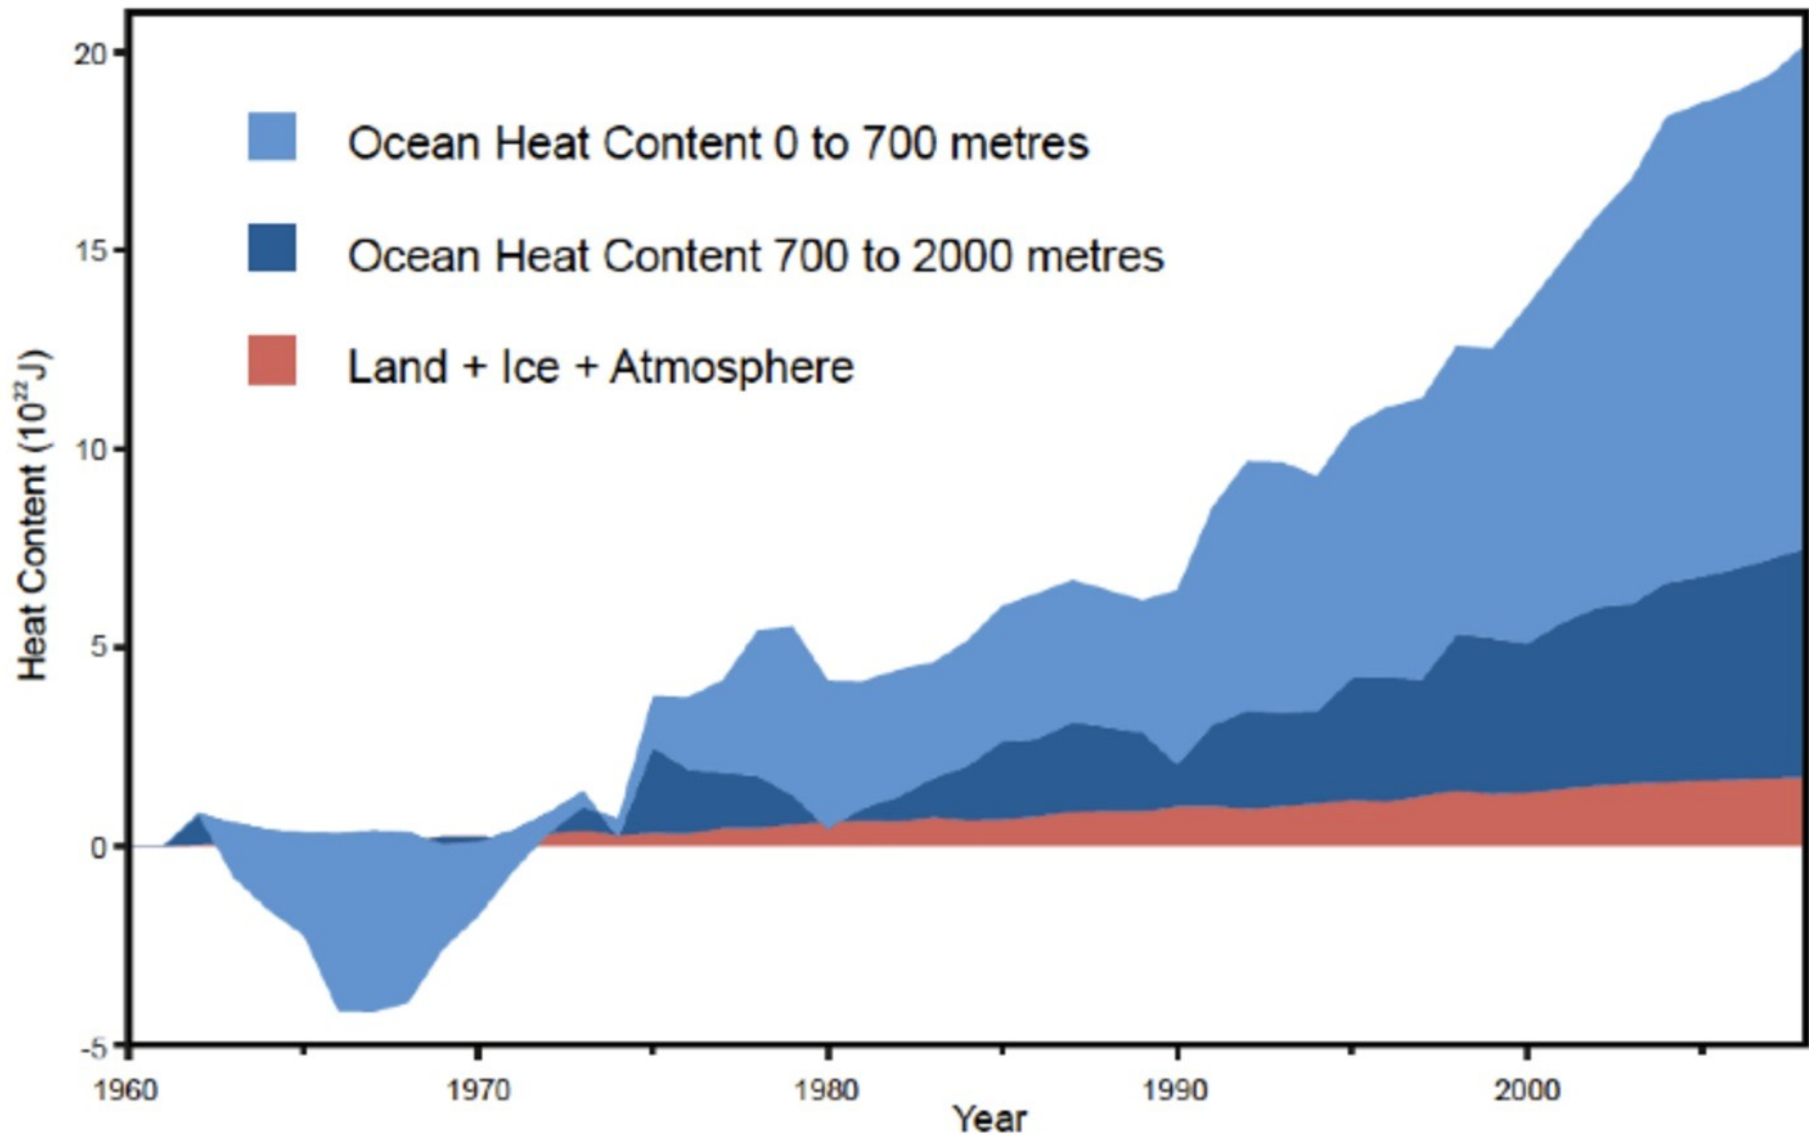 20
Ocean Heat Content 0 to 700 metres
15
Ocean Heat Content 700 to 2000 metres
Land + Ice + Atmosphere
Heat Content (10²² J)
10
5
0
-5
1960 1970 1980 1990 2000
Year